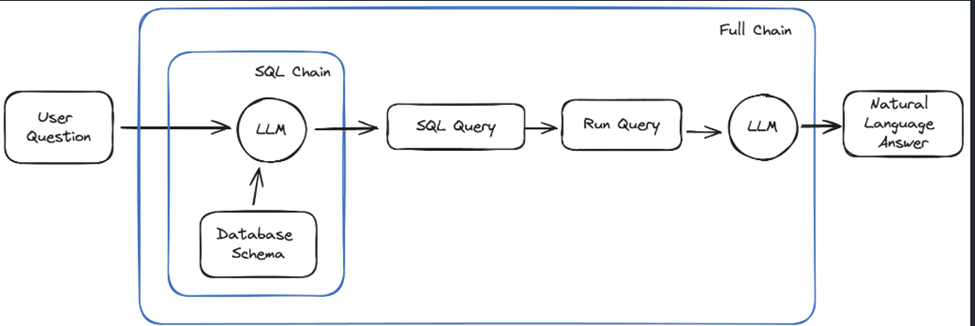 Full Chain
SQL Chain
User
Question
LLM
SQL Query
Run Query
LLM
Natural
Language
Answer
Database
Schema